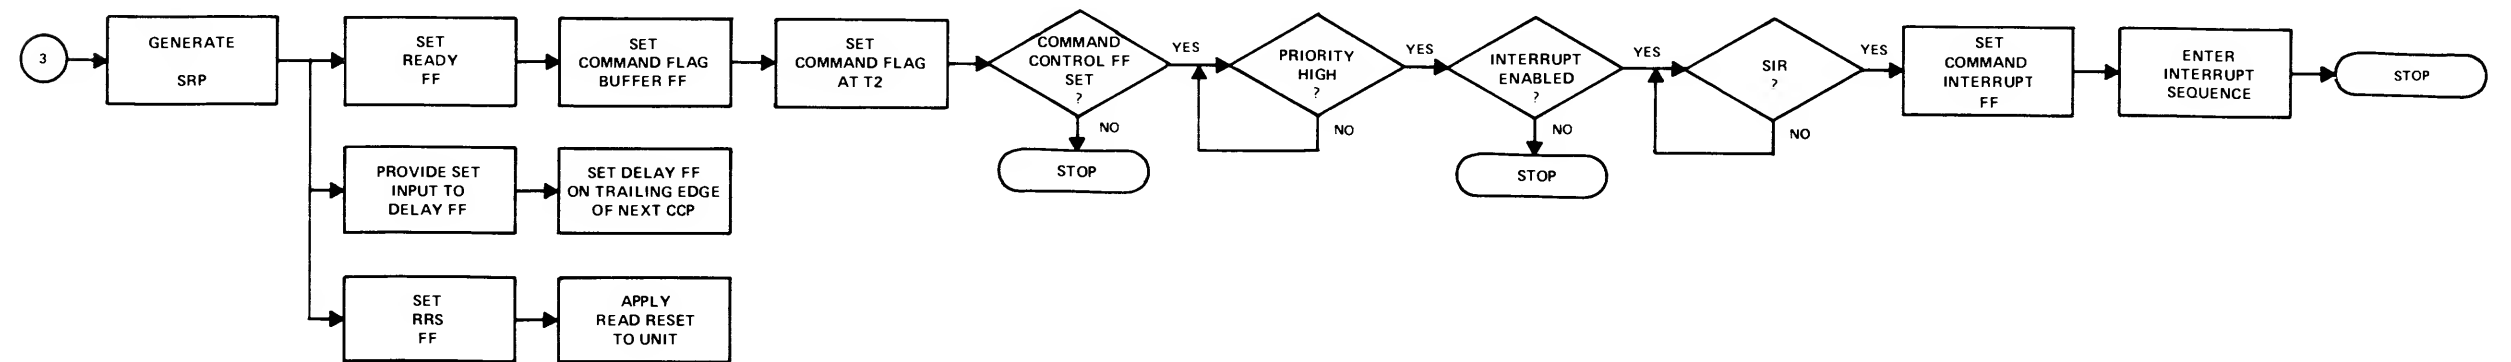 3
GENERATE
SRP
SET
READY
FF
SET
COMMAND FLAG
BUFFER FF
SET
COMMAND FLAG
AT T2
COMMAND
CONTROL FF
SET
?
YES
NO
STOP
PRIORITY
HIGH
?
YES
NO
INTERRUPT
ENABLED
?
YES
NO
STOP
SIR
?
YES
NO
SET
COMMAND
INTERRUPT
FF
ENTER
INTERRUPT
SEQUENCE
STOP
PROVIDE SET
INPUT TO
DELAY FF
SET DELAY FF
ON TRAILING EDGE
OF NEXT CCP
SET
RRS
FF
APPLY
READ RESET
TO UNIT